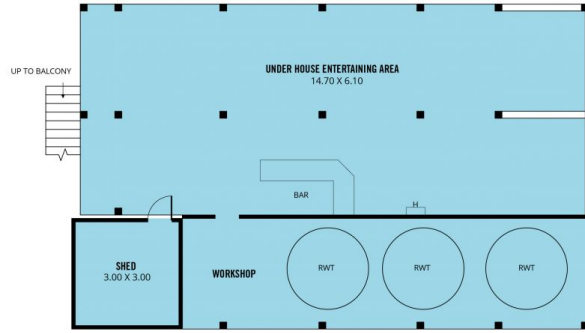 UP TO BALCONY
UNDER HOUSE ENTERTAINING AREA
14.70 X 6.10
BAR
H
SHED
3.00 X 3.00
WORKSHOP
RWT
RWT
RWT